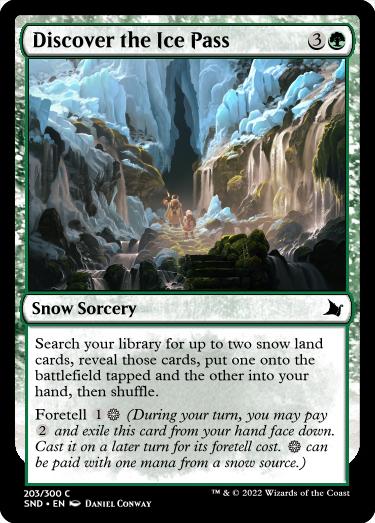 Discover the Ice Pass 3
Snow Sorcery
Search your library for up to two snow land
cards, reveal those cards, put one onto the
battlefield tapped and the other into your
hand, then shuffle.
Foretell 1 (During your turn, you may pay
2 and exile this card from your hand face down.
Cast it on a later turn for its foretell cost. can
be paid with one mana from a snow source.)
203/300 C
SND • EN DANIEL CONWAY
™ & © 2022 Wizards of the Coast